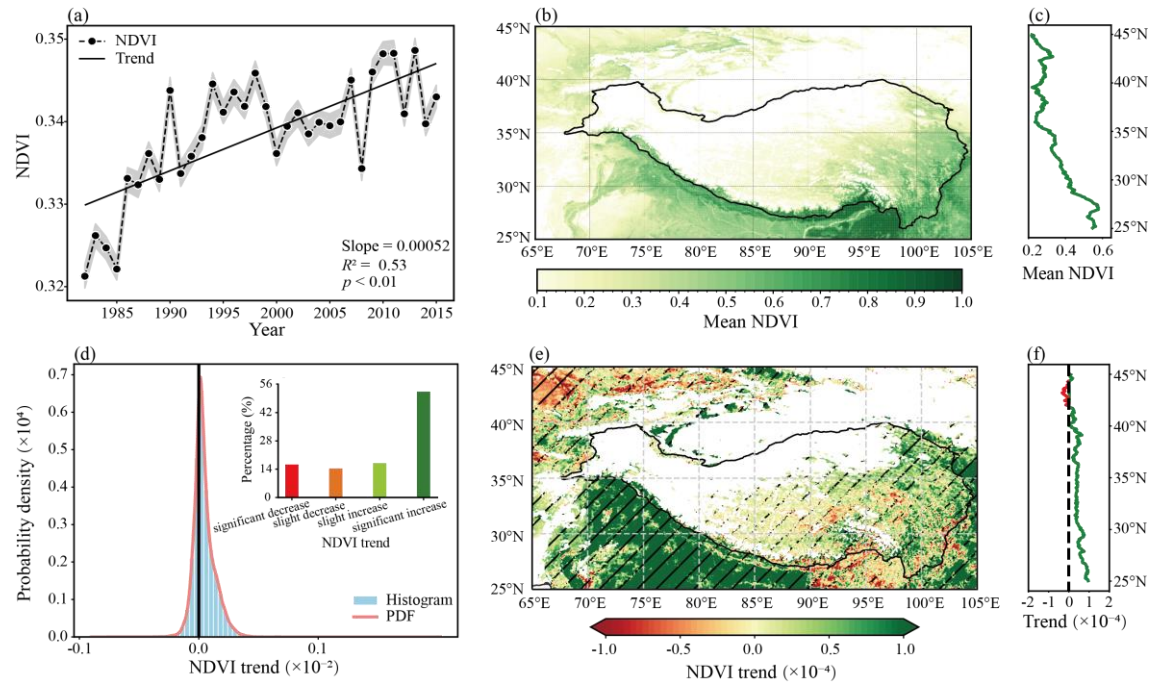 (a)
0.35
0.34
0.33
0.32
NDVI
NDVI
Trend
Slope = 0.00052
R² = 0.53
p < 0.01
1985 1990 1995 2000 2005 2010 2015
Year
(b)
45°N
40°N
35°N
30°N
25°N
65°E 70°E 75°E 80°E 85°E 90°E 95°E 100°E 105°E
0.1 0.2 0.3 0.4 0.5 0.6 0.7 0.8 0.9 1.0
Mean NDVI
(c)
45°N
40°N
35°N
30°N
25°N
0.2 0.4 0.6
Mean NDVI
(d)
0.7
0.6
0.5
0.4
0.3
0.2
0.1
0.0
Probability density (×10⁴)
56
42
28
14
0
Percentage (%)
significant decrease
slight decrease
slight increase
significant increase
NDVI trend
Histogram
PDF
-0.1 0.0 0.1
NDVI trend (×10⁻²)
(e)
45°N
40°N
35°N
30°N
25°N
65°E 70°E 75°E 80°E 85°E 90°E 95°E 100°E 105°E
-1.0 -0.5 0.0 0.5 1.0
NDVI trend (×10⁻⁴)
(f)
45°N
40°N
35°N
30°N
25°N
-2 -1 0 1 2
Trend (×10⁻⁴)